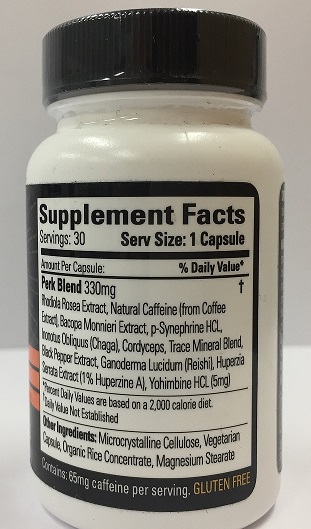 Supplement Facts
Servings: 30 Serv Size: 1 Capsule
Amount Per Capsule: % Daily Value*
Perk Blend 330mg †
Rhodiola Rosea Extract, Natural Caffeine (from Coffee
Extract), Bacopa Monnieri Extract, p-Synephrine HCL,
Inonotus Obliquus (Chaga), Cordyceps, Trace Mineral Blend,
Black Pepper Extract, Ganoderma Lucidum (Reishi), Huperzia
Serrata Extract (1% Huperzine A), Yohimbine HCL (5mg)
*Percent Daily Values are based on a 2,000 calorie diet.
†Daily Value Not Established
Other Ingredients: Microcrystalline Cellulose, Vegetarian
Capsule, Organic Rice Concentrate, Magnesium Stearate
Contains: 65mg caffeine per serving. GLUTEN FREE